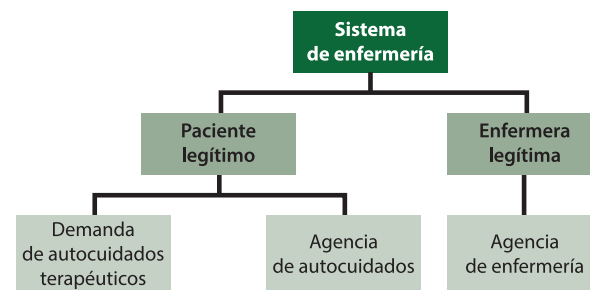 Sistema
de enfermería
Paciente
legítimo
Enfermera
legítima
Demanda
de autocuidados
terapéuticos
Agencia
de autocuidados
Agencia
de enfermería